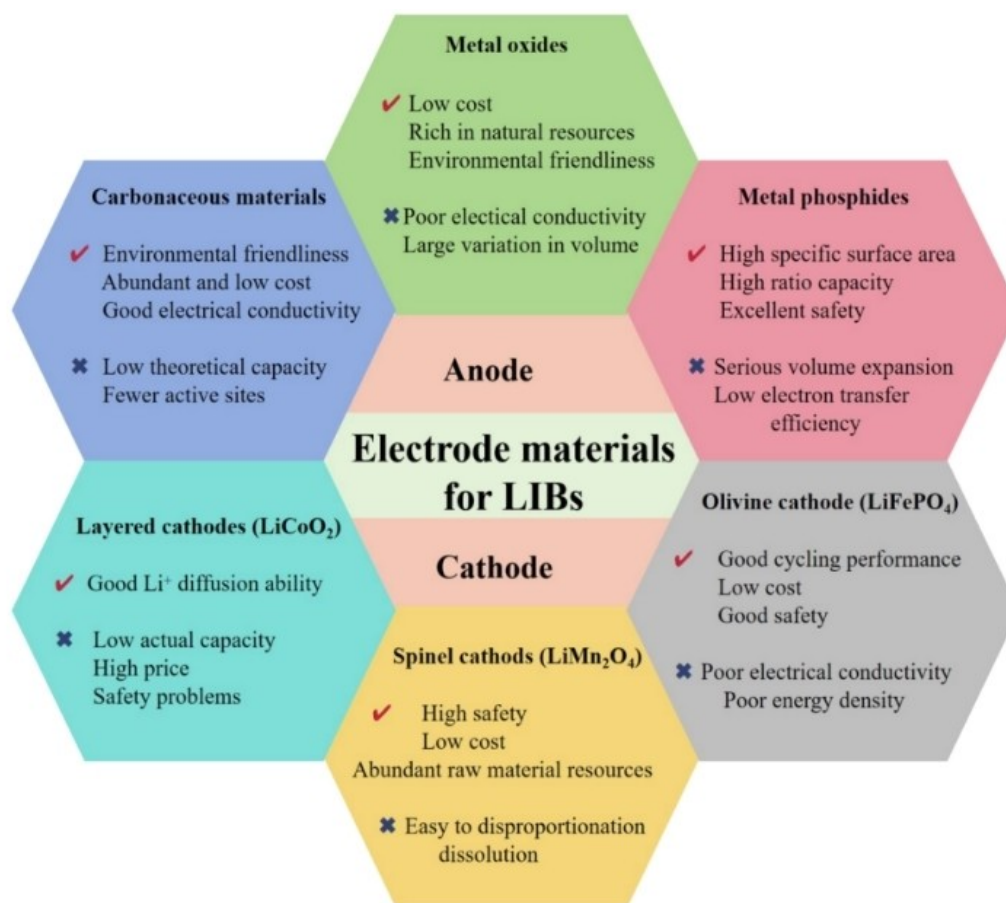 Metal oxides
✔ Low cost
Rich in natural resources
Environmental friendliness
✖ Poor electical conductivity
Large variation in volume
Carbonaceous materials
✔ Environmental friendliness
Abundant and low cost
Good electrical conductivity
✖ Low theoretical capacity
Fewer active sites
Metal phosphides
✔ High specific surface area
High ratio capacity
Excellent safety
✖ Serious volume expansion
Low electron transfer
efficiency
Anode
Electrode materials
for LIBs
Cathode
Layered cathodes (LiCoO₂)
✔ Good Li⁺ diffusion ability
✖ Low actual capacity
High price
Safety problems
Spinel cathods (LiMn₂O₄)
✔ High safety
Low cost
Abundant raw material resources
✖ Easy to disproportionation
dissolution
Olivine cathode (LiFePO₄)
✔ Good cycling performance
Low cost
Good safety
✖ Poor electrical conductivity
Poor energy density